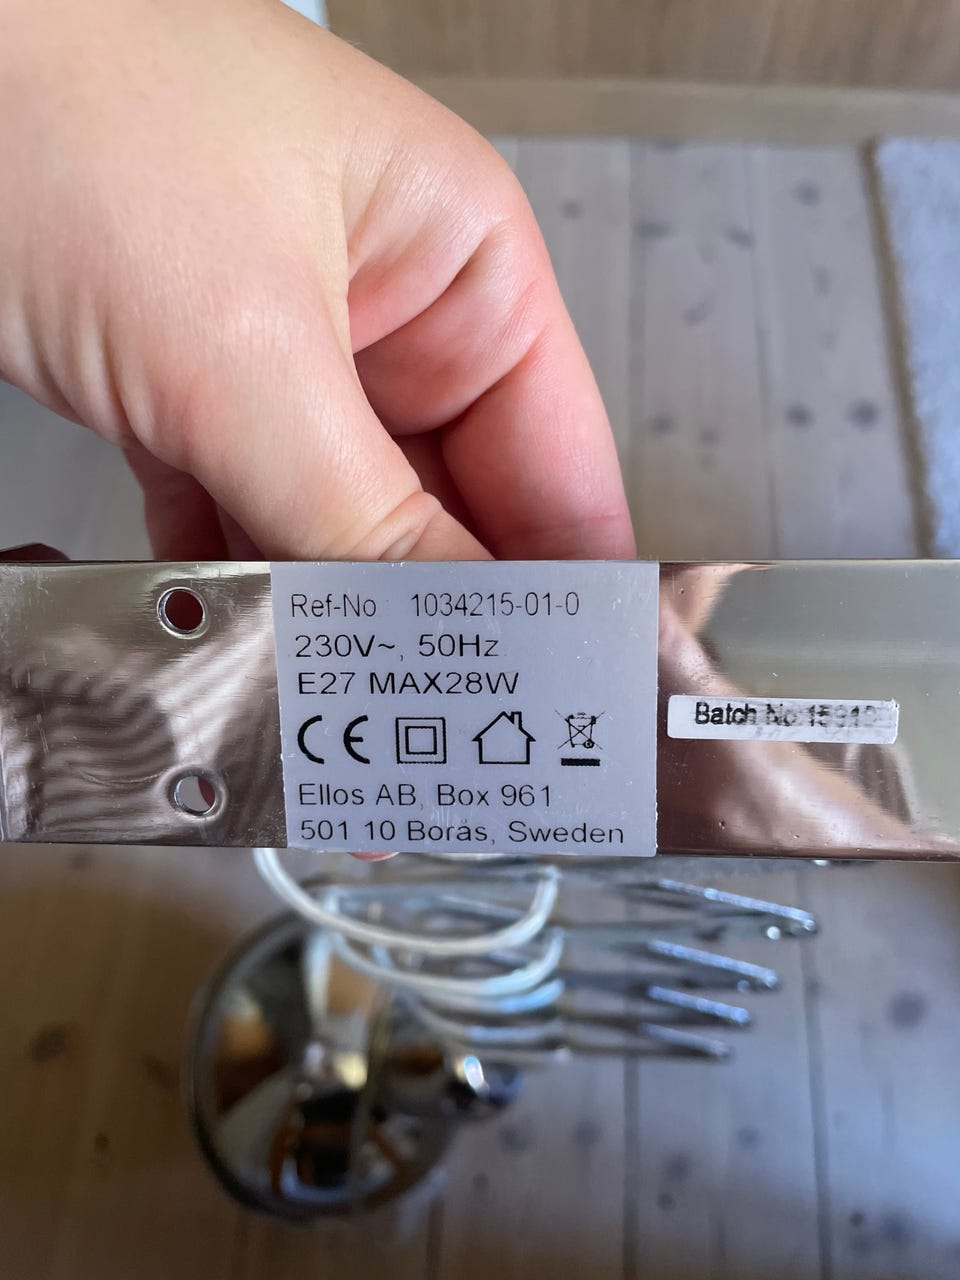 Ref-No : 1034215-01-0
230V~, 50Hz
E27 MAX28W
CE
Ellos AB, Box 961
501 10 Borås, Sweden
Batch No